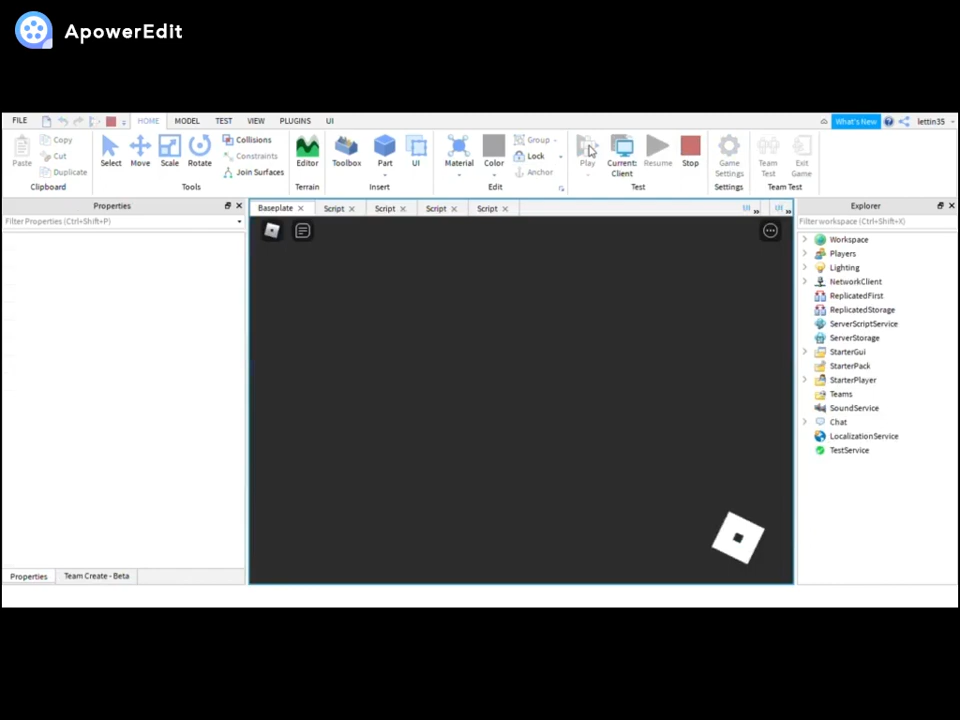 ApowerEdit
FILE HOME MODEL TEST VIEW PLUGINS UI What's New lettin35
Paste Copy Cut Duplicate Select Move Scale Rotate Collisions Constraints Join Surfaces Editor Toolbox Part UI Material Color Group Lock Anchor Play Current: Client Resume Stop Game Settings Team Test Exit Game
Clipboard Tools Terrain Insert Edit Test Settings Team Test
Properties
Filter Properties (Ctrl+Shift+P)
Properties Team Create - Beta
Baseplate Script Script Script Script UI UI
Explorer
Filter workspace (Ctrl+Shift+X)
Workspace
Players
Lighting
NetworkClient
ReplicatedFirst
ReplicatedStorage
ServerScriptService
ServerStorage
StarterGui
StarterPack
StarterPlayer
Teams
SoundService
Chat
LocalizationService
TestService